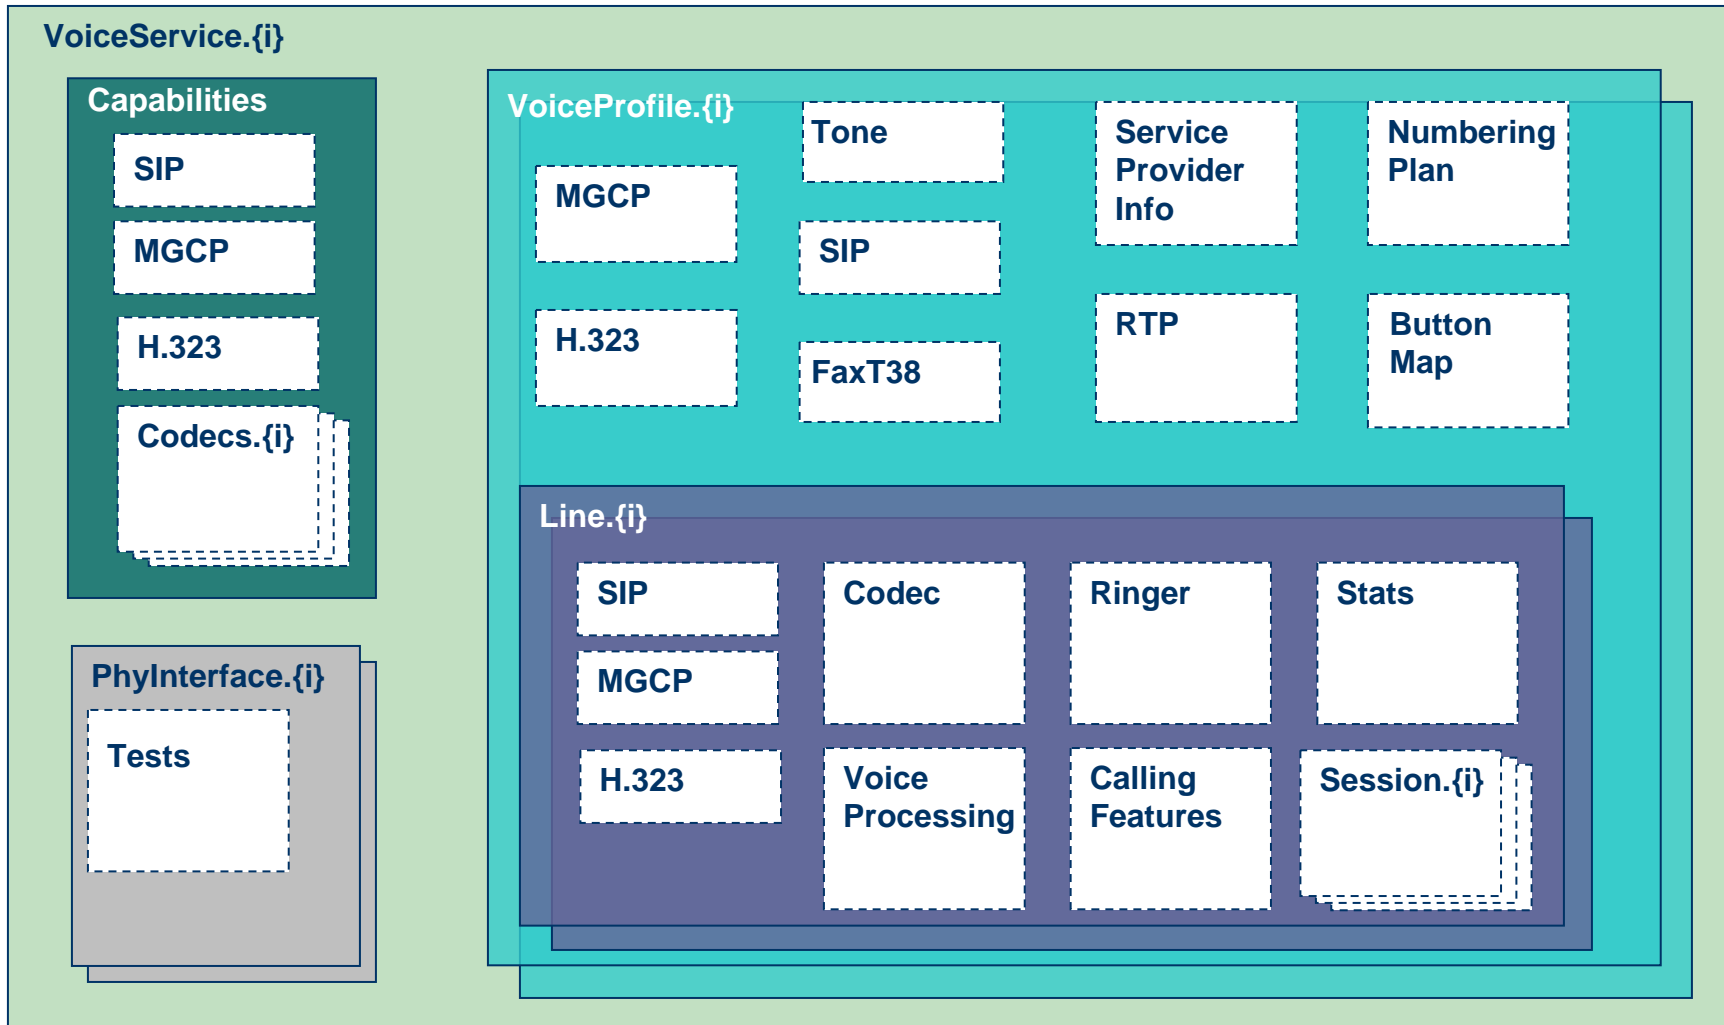 VoiceService.{i}
Capabilities
SIP
MGCP
H.323
Codecs.{i}
PhyInterface.{i}
Tests
VoiceProfile.{i}
MGCP
H.323
Tone
SIP
FaxT38
Service
Provider
Info
RTP
Numbering
Plan
Button
Map
Line.{i}
SIP
MGCP
H.323
Codec
Voice
Processing
Ringer
Calling
Features
Stats
Session.{i}